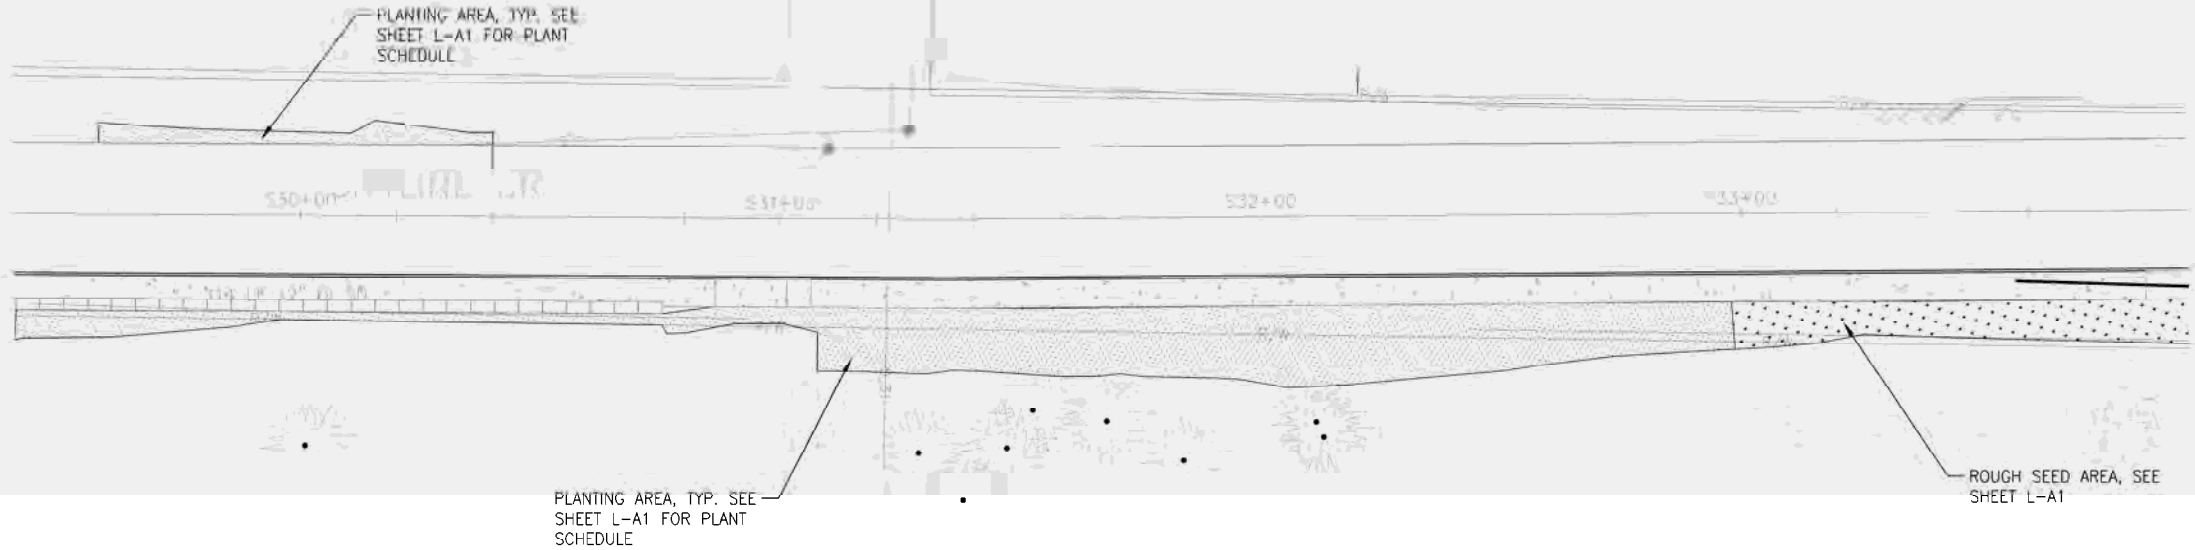 PLANTING AREA, TYP. SEE
SHEET L-A1 FOR PLANT
SCHEDULE
530+00
531+00
532+00
533+00
R/W
PLANTING AREA, TYP. SEE
SHEET L-A1 FOR PLANT
SCHEDULE
ROUGH SEED AREA, SEE
SHEET L-A1